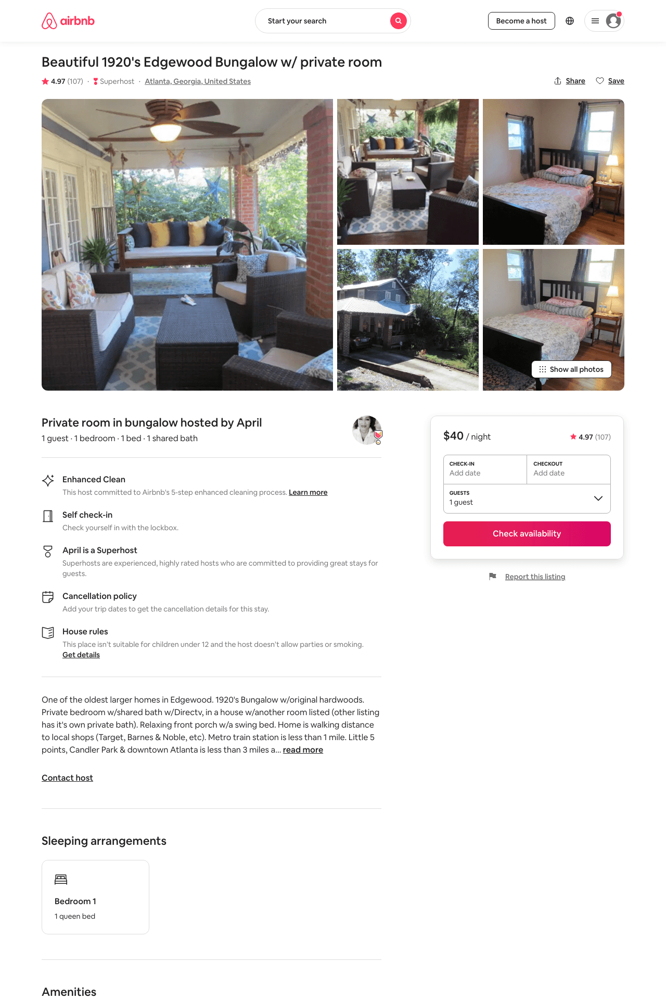 airbnb
Start your search
Become a host
Beautiful 1920's Edgewood Bungalow w/ private room
4.97 (107) · Superhost · Atlanta, Georgia, United States
Share
Save
Show all photos
Private room in bungalow hosted by April
1 guest · 1 bedroom · 1 bed · 1 shared bath
Enhanced Clean
This host committed to Airbnb's 5-step enhanced cleaning process. Learn more
Self check-in
Check yourself in with the lockbox.
April is a Superhost
Superhosts are experienced, highly rated hosts who are committed to providing great stays for
guests.
Cancellation policy
Add your trip dates to get the cancellation details for this stay.
House rules
This place isn’t suitable for children under 12 and the host doesn’t allow parties or smoking.
Get details
$40 / night
4.97 (107)
CHECK-IN
Add date
CHECKOUT
Add date
GUESTS
1 guest
Check availability
Report this listing
One of the oldest larger homes in Edgewood. 1920's Bungalow w/original hardwoods.
Private bedroom w/shared bath w/Directv, in a house w/another room listed (other listing
has it's own private bath). Relaxing front porch w/a swing bed. Home is walking distance
to local shops (Target, Barnes & Noble, etc). Metro train station is less than 1 mile. Little 5
points, Candler Park & downtown Atlanta is less than 3 miles a... read more
Contact host
Sleeping arrangements
Bedroom 1
1 queen bed
Amenities